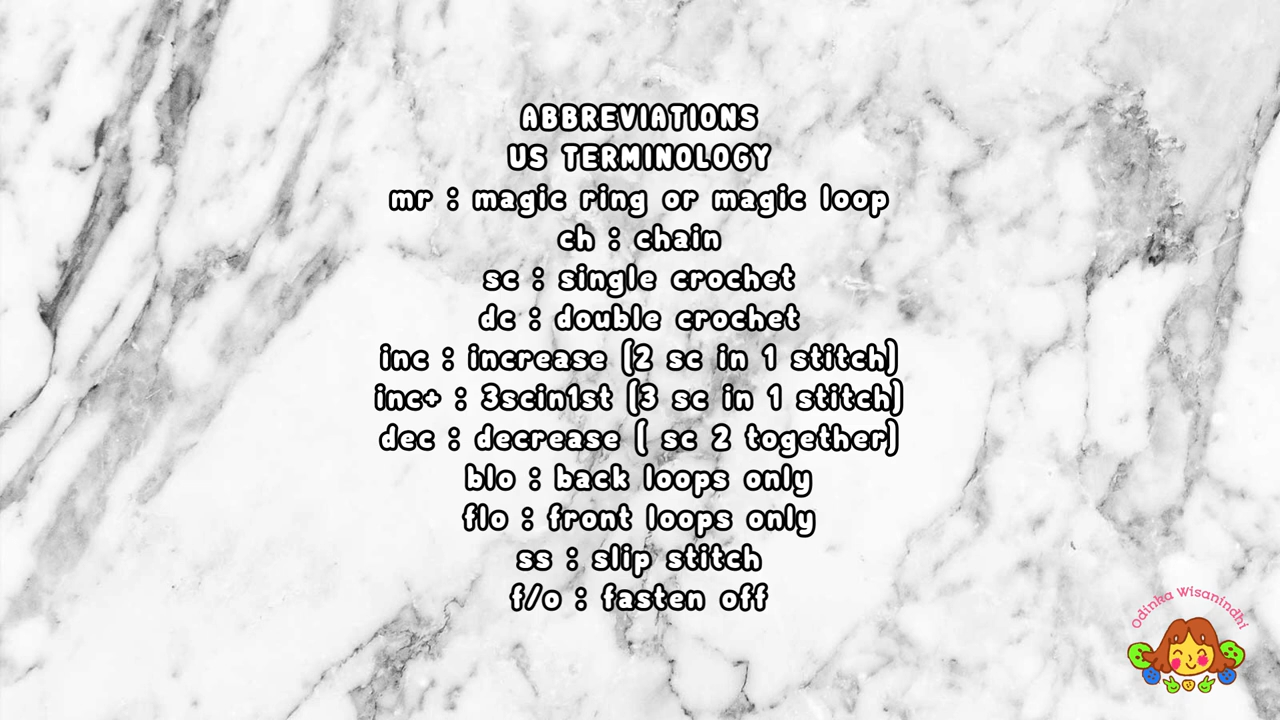 ABBREVIATIONS
US TERMINOLOGY
mr : magic ring or magic loop
ch : chain
sc : single crochet
dc : double crochet
inc : increase (2 sc in 1 stitch)
inc+ : 3scin1st (3 sc in 1 stitch)
dec : decrease ( sc 2 together)
blo : back loops only
flo : front loops only
ss : slip stitch
f/o : fasten off
Odinka Wisanindhi